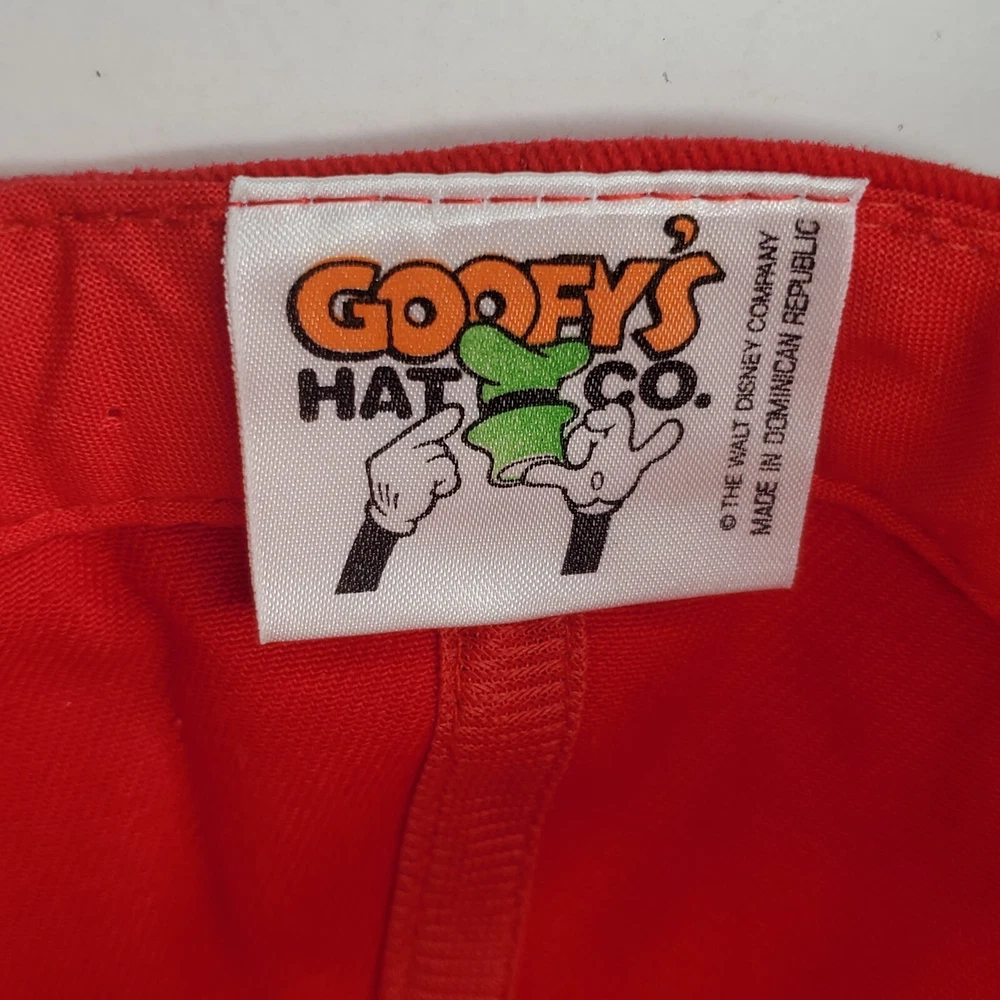 GOOFY'S
HAT CO.
© THE WALT DISNEY COMPANY
MADE IN DOMINICAN REPUBLIC